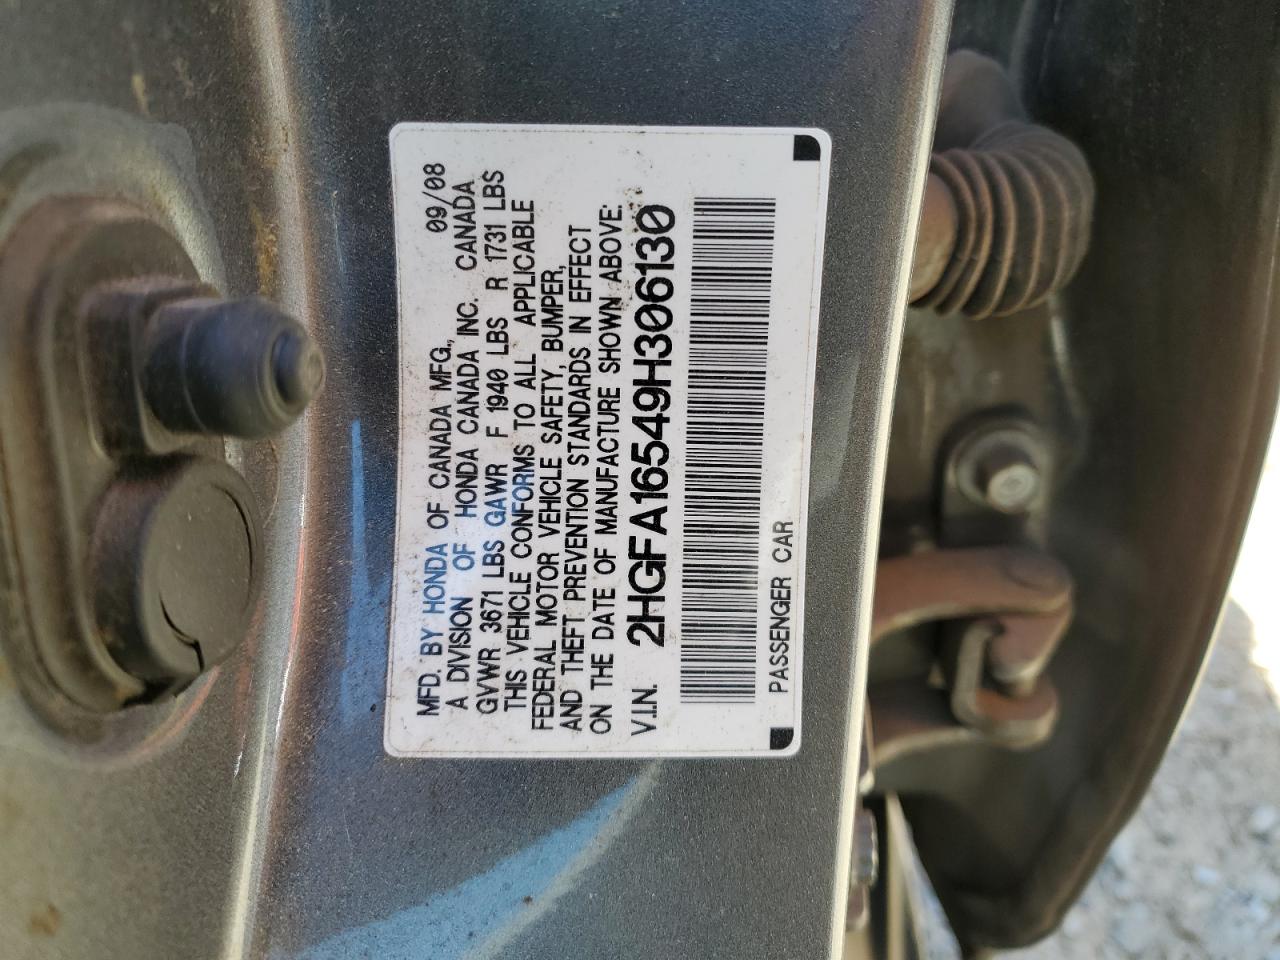 MFD. BY HONDA OF CANADA MFG., 09/08
A DIVISION OF HONDA CANADA INC. CANADA
GVWR 3671 LBS GAWR F 1940 LBS R 1731 LBS
THIS VEHICLE CONFORMS TO ALL APPLICABLE
FEDERAL MOTOR VEHICLE SAFETY, BUMPER,
AND THEFT PREVENTION STANDARDS IN EFFECT
ON THE DATE OF MANUFACTURE SHOWN ABOVE:
V.I.N. 2HGFA16549H306130
PASSENGER CAR